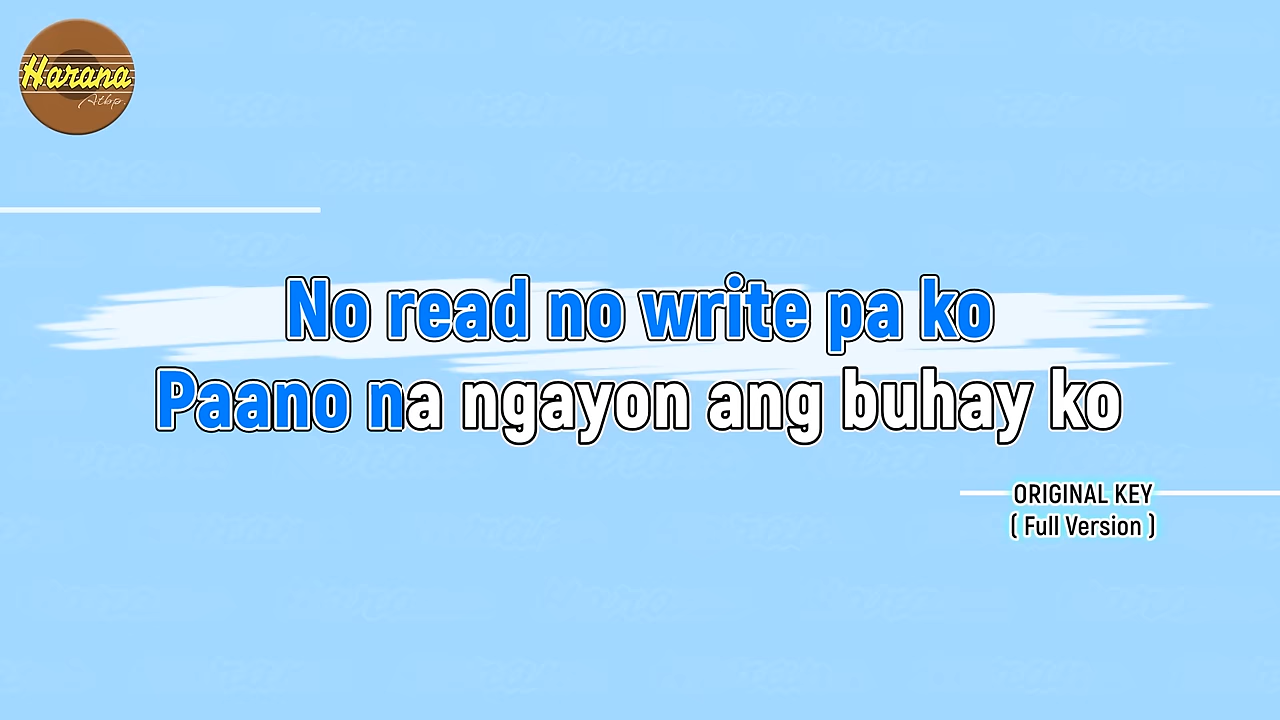 Harana
Atbp.
No read no write pa ko
Paano na ngayon ang buhay ko
ORIGINAL KEY
( Full Version )